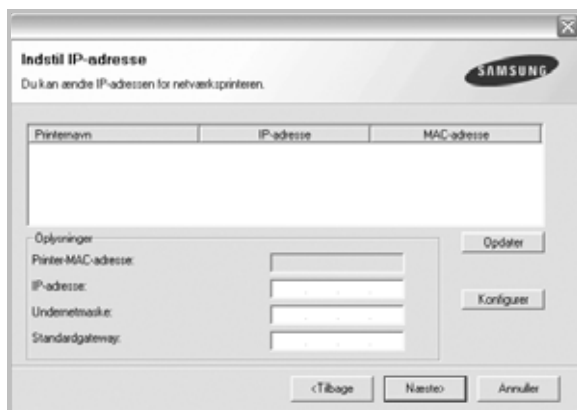 Indstil IP-adresse
Du kan ændre IP-adressen for netværksprinteren.
SAMSUNG
Printernavn IP-adresse MAC-adresse
Oplysninger
Opdater
Printer-MAC-adresse:
IP-adresse:
Konfigurer
Undernetmaske:
Standardgateway:
<Tilbage Næste> Annuller